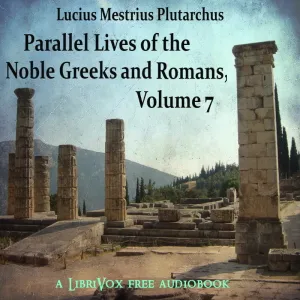 Lucius Mestrius Plutarchus
Parallel Lives of the
Noble Greeks and Romans,
Volume 7
a LibriVox free audiobook